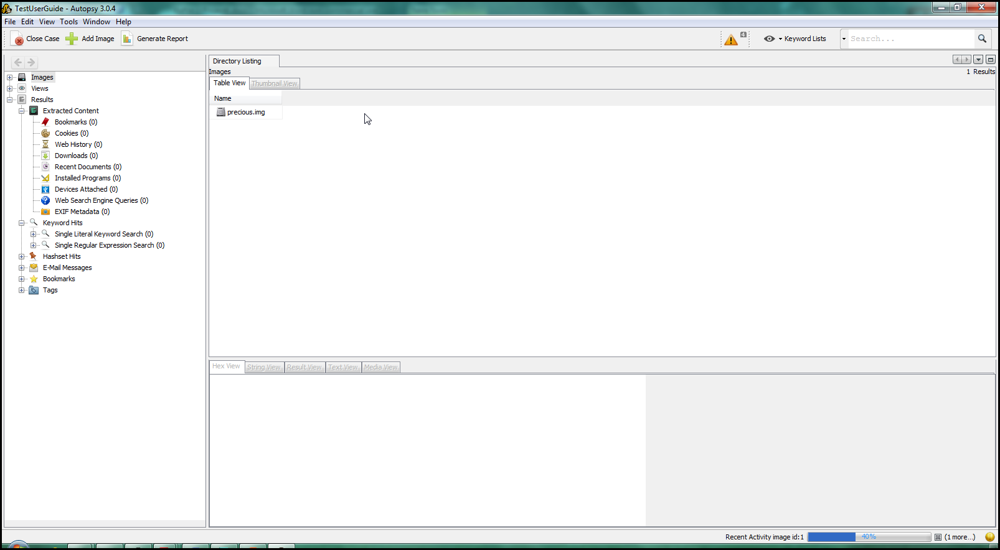 TestUserGuide - Autopsy 3.0.4
File Edit View Tools Window Help
Close Case Add Image Generate Report 4 Keyword Lists Search...
Directory Listing
Images 1 Results
Table View Thumbnail View
Name
precious.img
Images
Views
Results
Extracted Content
Bookmarks (0)
Cookies (0)
Web History (0)
Downloads (0)
Recent Documents (0)
Installed Programs (0)
Devices Attached (0)
Web Search Engine Queries (0)
EXIF Metadata (0)
Keyword Hits
Single Literal Keyword Search (0)
Single Regular Expression Search (0)
Hashset Hits
E-Mail Messages
Bookmarks
Tags
Hex View String View Result View Text View Media View
Recent Activity image id:1 40% (1 more...)